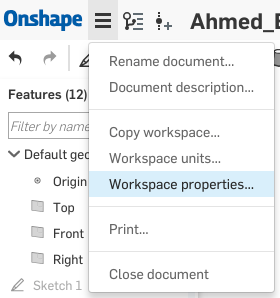 Onshape
Ahmed_E
Rename document...
Document description...
Features (12)
Filter by name
Copy workspace...
Default geo
Workspace units...
Origin
Workspace properties...
Top
Front
Print...
Right
Close document
Sketch 1